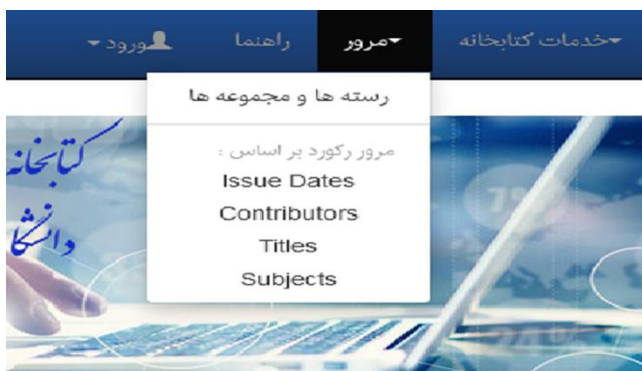 خدمات کتابخانه مرور راهنما ورود
رسته ها و مجموعه ها
مرور رکورد بر اساس :
Issue Dates
Contributors
Titles
Subjects
کتابخانه